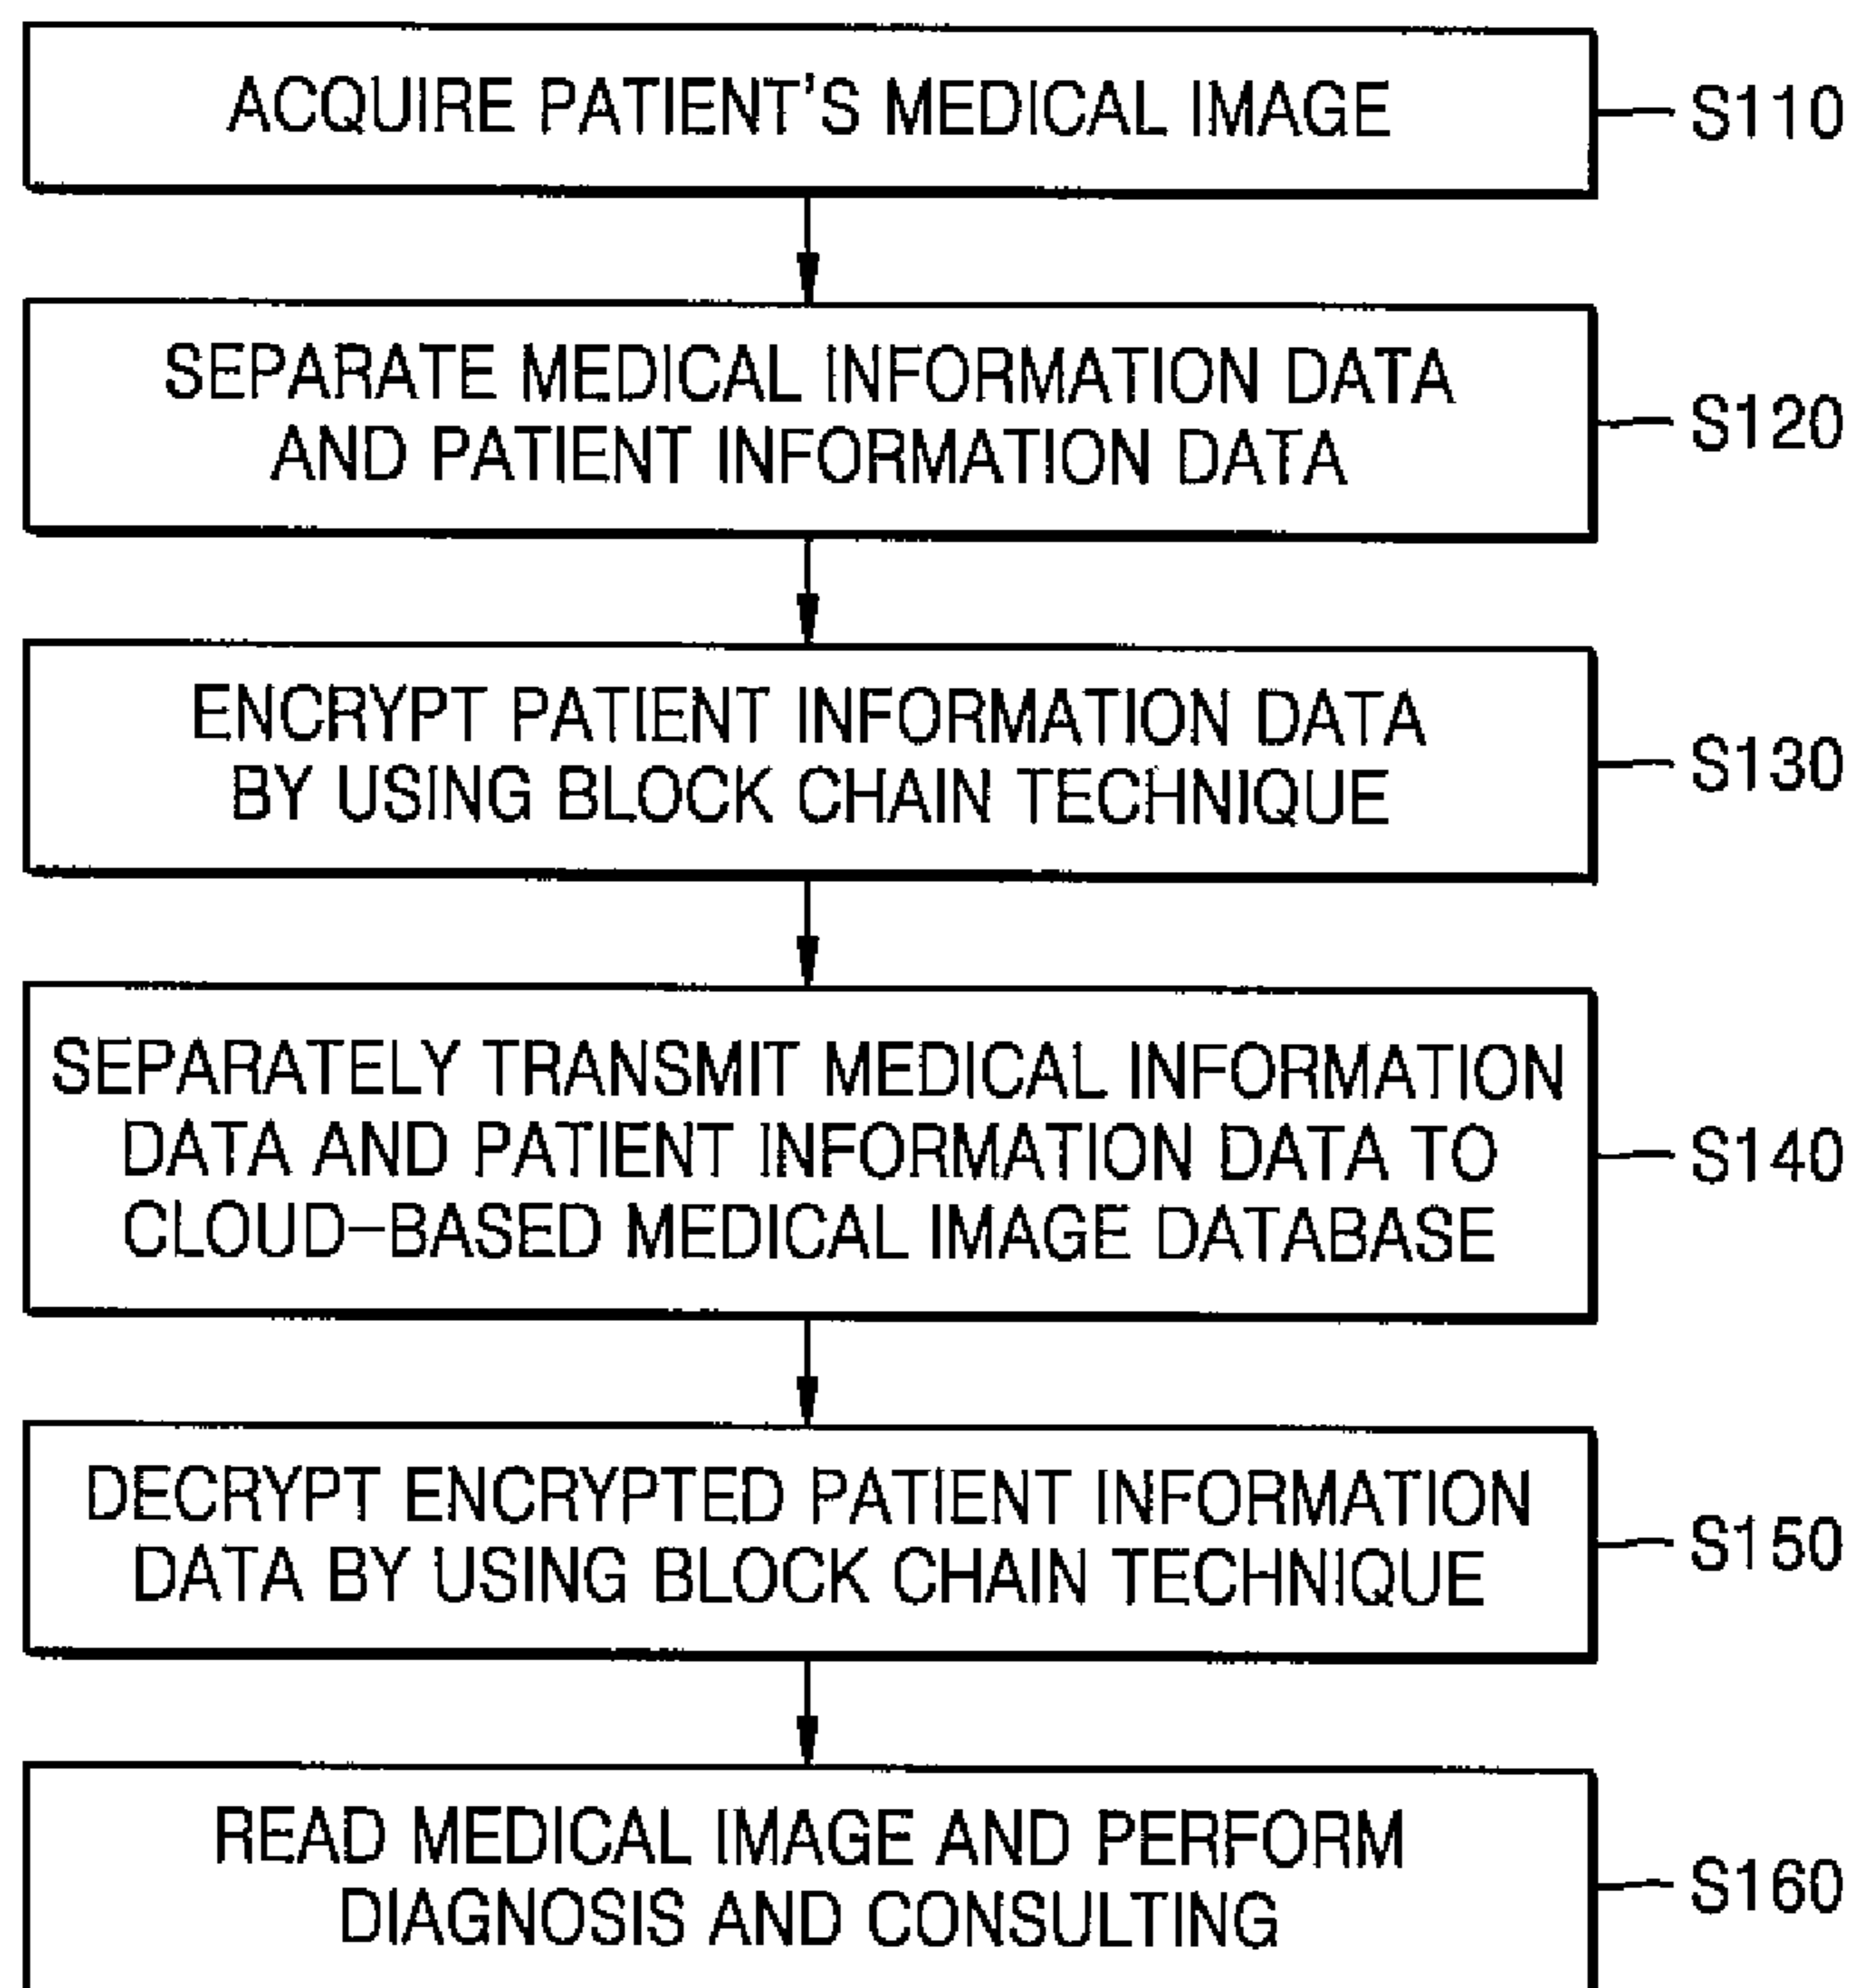 ACQUIRE PATIENT'S MEDICAL IMAGE
S110
SEPARATE MEDICAL INFORMATION DATA
AND PATIENT INFORMATION DATA
S120
ENCRYPT PATIENT INFORMATION DATA
BY USING BLOCK CHAIN TECHNIQUE
S130
SEPARATELY TRANSMIT MEDICAL INFORMATION
DATA AND PATIENT INFORMATION DATA TO
CLOUD-BASED MEDICAL IMAGE DATABASE
S140
DECRYPT ENCRYPTED PATIENT INFORMATION
DATA BY USING BLOCK CHAIN TECHNIQUE
S150
READ MEDICAL IMAGE AND PERFORM
DIAGNOSIS AND CONSULTING
S160